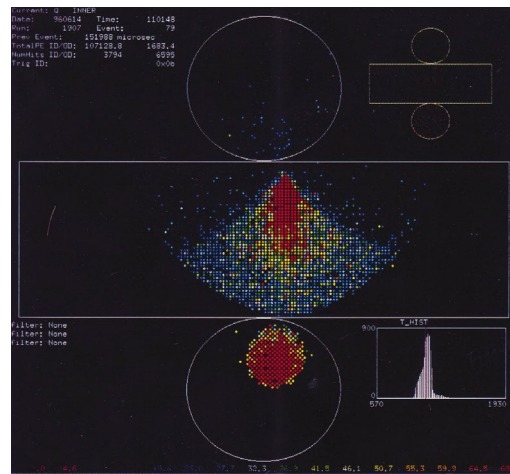 Current: Q INNER
Date: 960614 Time: 110148
Run: 1907 Event: 79
Prev Event: 151988 microsec
TotalPE ID/OD: 107128.8 1683.4
NumHits ID/OD: 3794 6595
Trig ID: 0x0b
Filter: None
Filter: None
Filter: None
T_HIST
900
0
570 1930
32.3 41.5 46.1 50.7 55.3 59.9 64.5